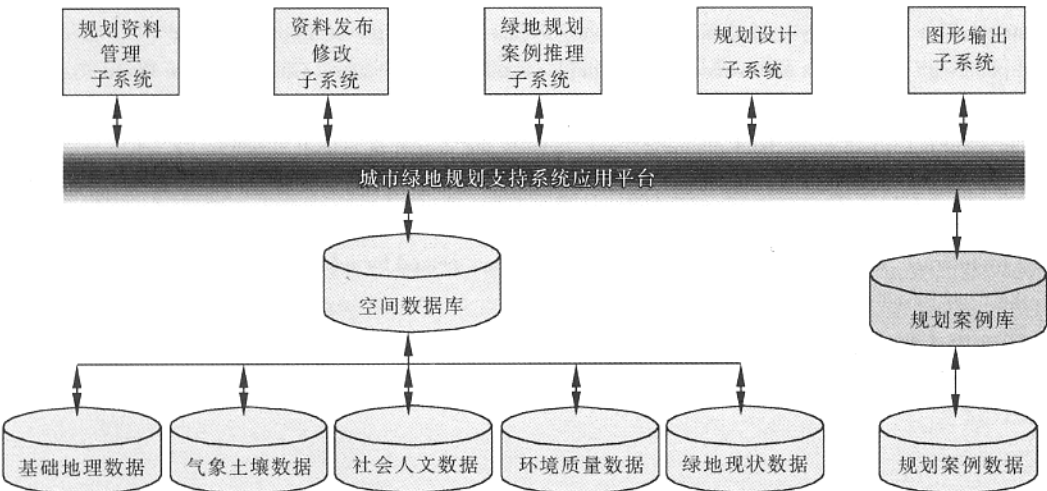 规划资料
管理
子系统
资料发布
修改
子系统
绿地规划
案例推理
子系统
规划设计
子系统
图形输出
子系统
城市绿地规划支持系统应用平台
空间数据库
规划案例库
基础地理数据
气象土壤数据
社会人文数据
环境质量数据
绿地现状数据
规划案例数据